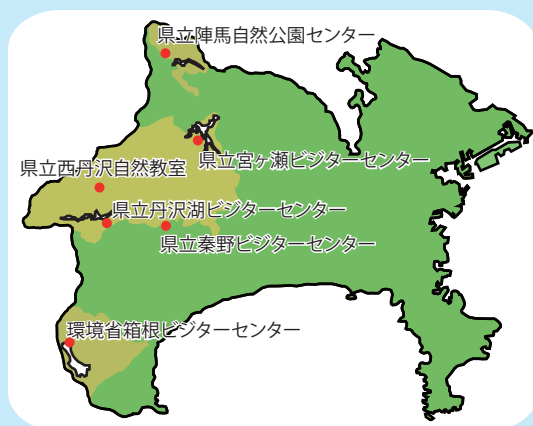 県立陣馬自然公園センター
県立宮ヶ瀬ビジターセンター
県立西丹沢自然教室
県立丹沢湖ビジターセンター
県立秦野ビジターセンター
環境省箱根ビジターセンター